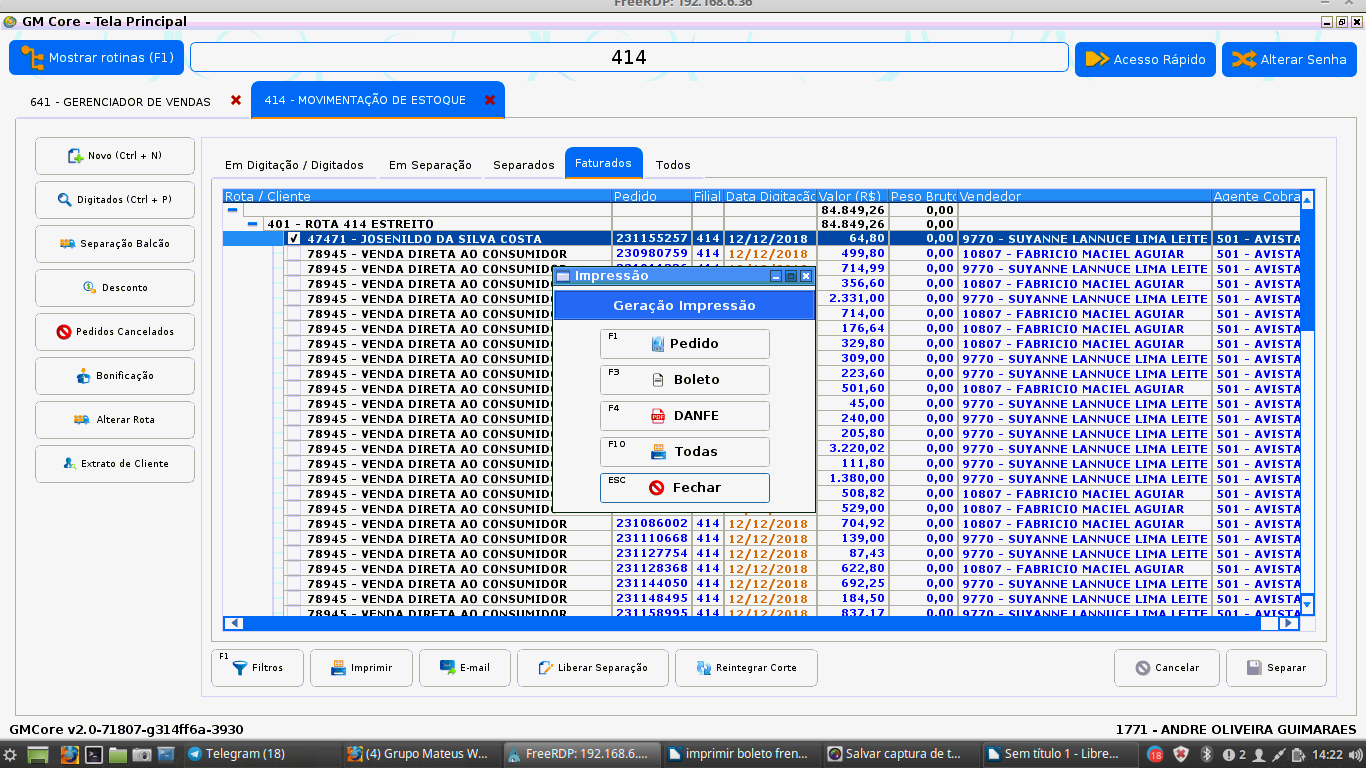 FreeRDP: 192.168.6.36
GM Core - Tela Principal
Mostrar rotinas (F1)
414
Acesso Rápido
Alterar Senha
641 - GERENCIADOR DE VENDAS
414 - MOVIMENTAÇÃO DE ESTOQUE
Novo (Ctrl + N)
Digitados (Ctrl + P)
Separação Balcão
Desconto
Pedidos Cancelados
Bonificação
Alterar Rota
Extrato de Cliente
Em Digitação / Digitados
Em Separação
Separados
Faturados
Todos
Rota / Cliente Pedido Filial Data Digitação Valor (R$) Peso Bruto Vendedor Agente Cobra
84.849,26 0,00
401 - ROTA 414 ESTREITO 84.849,26 0,00
47471 - JOSENILDO DA SILVA COSTA 231155257 414 12/12/2018 64,80 0,00 9770 - SUYANNE LANNUCE LIMA LEITE 501 - AVISTA
78945 - VENDA DIRETA AO CONSUMIDOR 230980759 414 12/12/2018 499,80 0,00 10807 - FABRICIO MACIEL AGUIAR 501 - AVISTA
78945 - VENDA DIRETA AO CONSUMIDOR 714,99 0,00 9770 - SUYANNE LANNUCE LIMA LEITE 501 - AVISTA
78945 - VENDA DIRETA AO CONS 356,60 0,00 10807 - FABRICIO MACIEL AGUIAR 501 - AVISTA
78945 - VENDA DIRETA AO CONS 2.331,00 0,00 9770 - SUYANNE LANNUCE LIMA LEITE 501 - AVISTA
78945 - VENDA DIRETA AO CONS 714,00 0,00 10807 - FABRICIO MACIEL AGUIAR 501 - AVISTA
78945 - VENDA DIRETA AO CONS 176,64 0,00 10807 - FABRICIO MACIEL AGUIAR 501 - AVISTA
78945 - VENDA DIRETA AO CONS 329,80 0,00 10807 - FABRICIO MACIEL AGUIAR 501 - AVISTA
78945 - VENDA DIRETA AO CONS 309,00 0,00 9770 - SUYANNE LANNUCE LIMA LEITE 501 - AVISTA
78945 - VENDA DIRETA AO CONS 223,60 0,00 9770 - SUYANNE LANNUCE LIMA LEITE 501 - AVISTA
78945 - VENDA DIRETA AO CONS 501,60 0,00 10807 - FABRICIO MACIEL AGUIAR 501 - AVISTA
78945 - VENDA DIRETA AO CONS 45,00 0,00 9770 - SUYANNE LANNUCE LIMA LEITE 501 - AVISTA
78945 - VENDA DIRETA AO CONS 240,00 0,00 9770 - SUYANNE LANNUCE LIMA LEITE 501 - AVISTA
78945 - VENDA DIRETA AO CONS 205,80 0,00 9770 - SUYANNE LANNUCE LIMA LEITE 501 - AVISTA
78945 - VENDA DIRETA AO CONS 3.220,02 0,00 9770 - SUYANNE LANNUCE LIMA LEITE 501 - AVISTA
78945 - VENDA DIRETA AO CONS 111,80 0,00 9770 - SUYANNE LANNUCE LIMA LEITE 501 - AVISTA
78945 - VENDA DIRETA AO CONS 1.380,00 0,00 9770 - SUYANNE LANNUCE LIMA LEITE 501 - AVISTA
78945 - VENDA DIRETA AO CONS 508,82 0,00 10807 - FABRICIO MACIEL AGUIAR 501 - AVISTA
78945 - VENDA DIRETA AO CONS 529,00 0,00 10807 - FABRICIO MACIEL AGUIAR 501 - AVISTA
78945 - VENDA DIRETA AO CONSUMIDOR 231086002 414 12/12/2018 704,92 0,00 10807 - FABRICIO MACIEL AGUIAR 501 - AVISTA
78945 - VENDA DIRETA AO CONSUMIDOR 231110668 414 12/12/2018 139,00 0,00 9770 - SUYANNE LANNUCE LIMA LEITE 501 - AVISTA
78945 - VENDA DIRETA AO CONSUMIDOR 231127754 414 12/12/2018 87,43 0,00 9770 - SUYANNE LANNUCE LIMA LEITE 501 - AVISTA
78945 - VENDA DIRETA AO CONSUMIDOR 231128368 414 12/12/2018 622,80 0,00 10807 - FABRICIO MACIEL AGUIAR 501 - AVISTA
78945 - VENDA DIRETA AO CONSUMIDOR 231144050 414 12/12/2018 692,25 0,00 9770 - SUYANNE LANNUCE LIMA LEITE 501 - AVISTA
78945 - VENDA DIRETA AO CONSUMIDOR 231148495 414 12/12/2018 184,50 0,00 9770 - SUYANNE LANNUCE LIMA LEITE 501 - AVISTA
78945 - VENDA DIRETA AO CONSUMIDOR 231158995 414 12/12/2018 837,17 0,00 9770 - SUYANNE LANNUCE LIMA LEITE 501 - AVISTA
Impressão
Geração Impressão
F1 Pedido
F3 Boleto
F4 DANFE
F10 Todas
ESC Fechar
F1 Filtros
Imprimir
E-mail
Liberar Separação
Reintegrar Corte
Cancelar
Separar
GMCore v2.0-71807-g314ff6a-3930
1771 - ANDRE OLIVEIRA GUIMARAES
Telegram (18)
(4) Grupo Mateus W...
FreeRDP: 192.168.6....
imprimir boleto fren...
Salvar captura de t...
Sem título 1 - Libre...
18
2
14:22